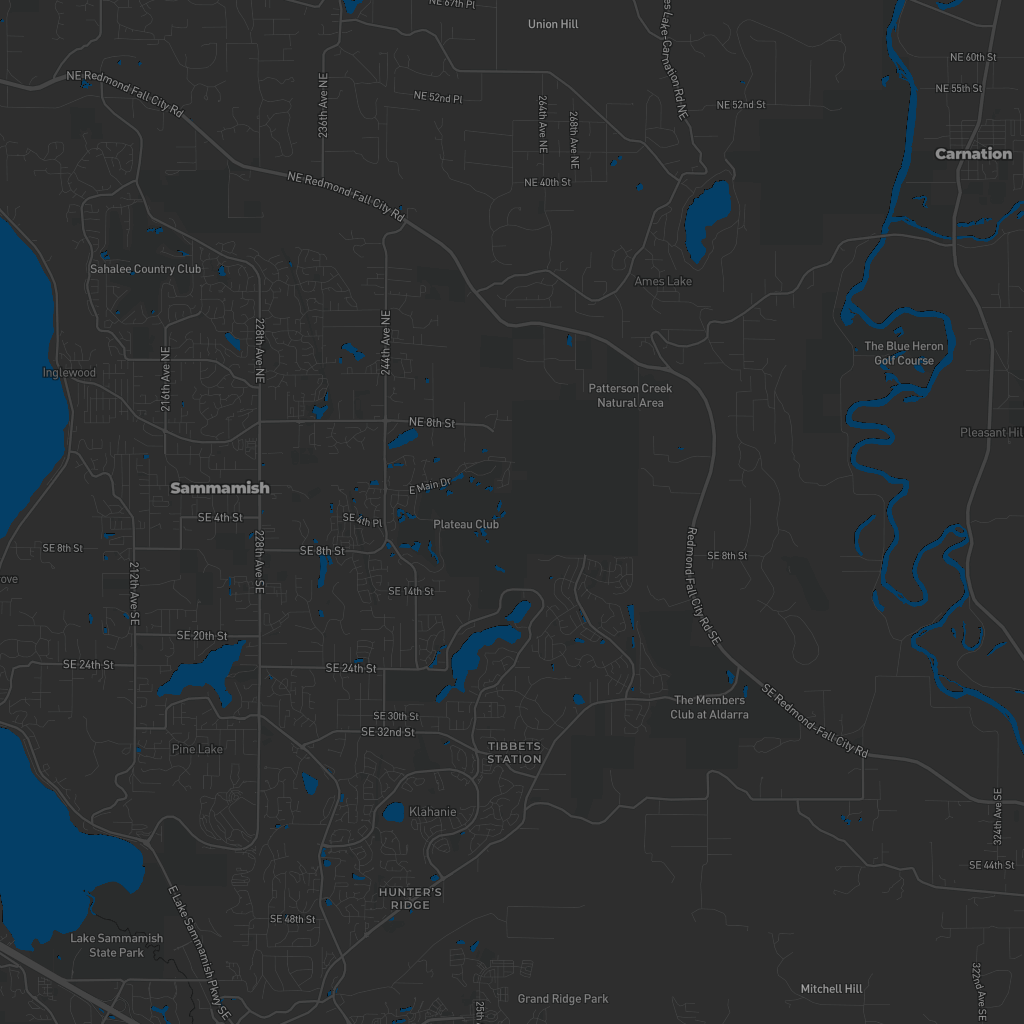 NE 67th Pl
Union Hill
es Lake-Carnation Rd NE
NE 60th St
NE Redmond Fall City Rd
236th Ave NE
NE 52nd Pl
264th Ave NE
268th Ave NE
NE 52nd St
NE 55th St
Carnation
NE 40th St
NE Redmond Fall City Rd
Sahalee Country Club
Ames Lake
228th Ave NE
244th Ave NE
216th Ave NE
Inglewood
The Blue Heron
Golf Course
Patterson Creek
Natural Area
NE 8th St
Pleasant Hil
Sammamish
E Main Dr
SE 4th St
SE 4th Pl
Plateau Club
SE 8th St
SE 8th St
SE 8th St
228th Ave SE
212th Ave SE
Redmond Fall City Rd SE
ove
SE 14th St
SE 20th St
SE 24th St
SE 24th St
The Members
Club at Aldarra
SE Redmond-Fall City Rd
SE 30th St
SE 32nd St
Pine Lake
TIBBETS
STATION
Klahanie
324th Ave SE
SE 44th St
HUNTER'S
RIDGE
SE 48th St
E Lake Sammamish Pkwy SE
Lake Sammamish
State Park
Mitchell Hill
322nd Ave SE
Grand Ridge Park
25th